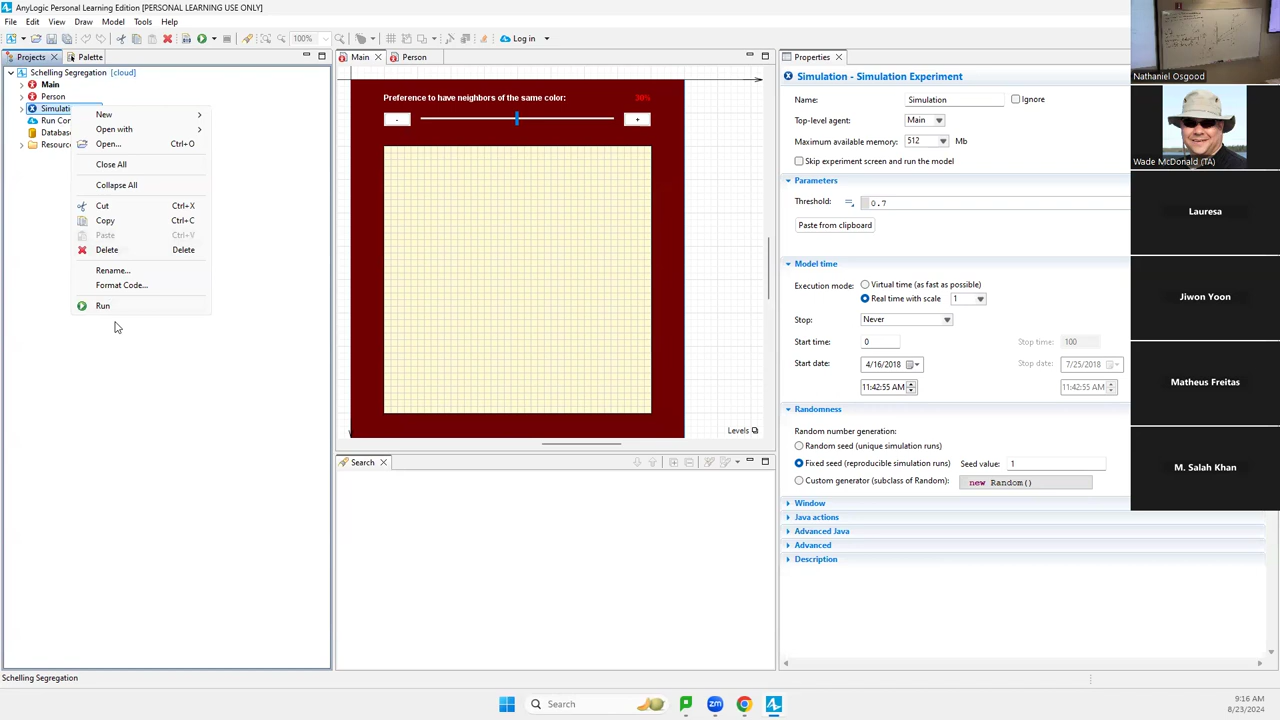 AnyLogic Personal Learning Edition [PERSONAL LEARNING USE ONLY]
File Edit View Draw Model Tools Help
100%
Log in
Projects
Palette
Schelling Segregation [cloud]
Main
Person
Simulati
Run Con
Databas
Resourc
New
Open with
Open... Ctrl+O
Close All
Collapse All
Cut Ctrl+X
Copy Ctrl+C
Paste Ctrl+V
Delete Delete
Rename...
Format Code...
Run
Main
Person
Preference to have neighbors of the same color: 30%
- +
Levels
Search
Properties
Simulation - Simulation Experiment
Name: Simulation Ignore
Top-level agent: Main
Maximum available memory: 512 Mb
Skip experiment screen and run the model
Parameters
Threshold: 0.7
Paste from clipboard
Model time
Execution mode: Virtual time (as fast as possible)
Real time with scale 1
Stop: Never
Start time: 0 Stop time: 100
Start date: 4/16/2018 Stop date: 7/25/2018
11:42:55 AM 11:42:55 AM
Randomness
Random number generation:
Random seed (unique simulation runs)
Fixed seed (reproducible simulation runs) Seed value: 1
Custom generator (subclass of Random): new Random()
Window
Java actions
Advanced Java
Advanced
Description
Nathaniel Osgood
Wade McDonald (TA)
Lauresa
Jiwon Yoon
Matheus Freitas
M. Salah Khan
Schelling Segregation
Search
zm
9:16 AM
8/23/2024